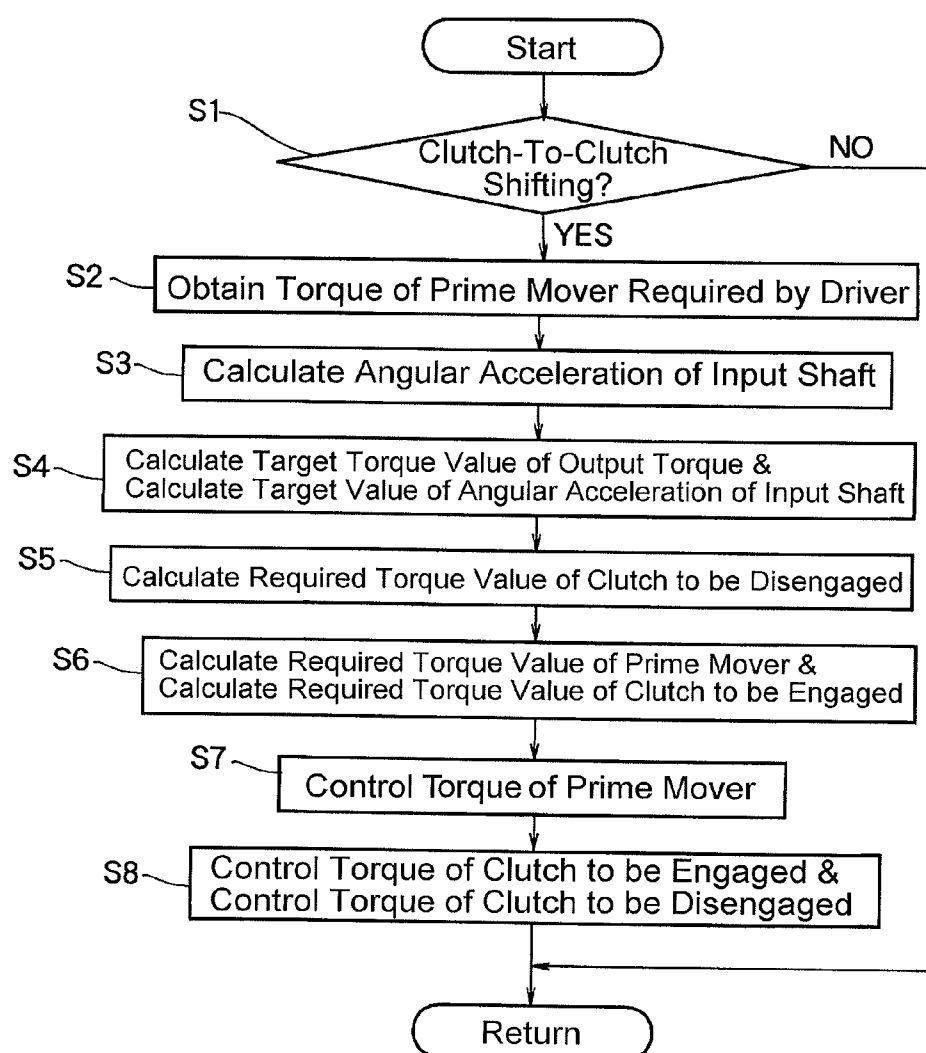 Start
S1
Clutch-To-Clutch
Shifting?
NO
YES
S2
Obtain Torque of Prime Mover Required by Driver
S3
Calculate Angular Acceleration of Input Shaft
S4
Calculate Target Torque Value of Output Torque &
Calculate Target Value of Angular Acceleration of Input Shaft
S5
Calculate Required Torque Value of Clutch to be Disengaged
S6
Calculate Required Torque Value of Prime Mover &
Calculate Required Torque Value of Clutch to be Engaged
S7
Control Torque of Prime Mover
S8
Control Torque of Clutch to be Engaged &
Control Torque of Clutch to be Disengaged
Return